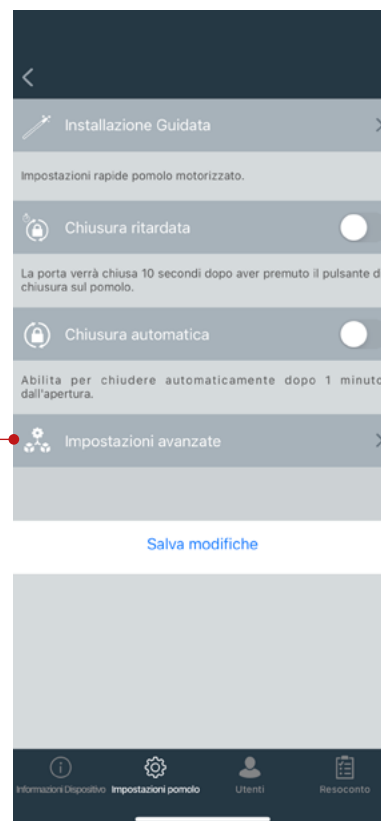 Installazione Guidata
Impostazioni rapide pomolo motorizzato.
Chiusura ritardata
La porta verrà chiusa 10 secondi dopo aver premuto il pulsante d
chiusura sul pomolo.
Chiusura automatica
Abilita per chiudere automaticamente dopo 1 minuto
dall'apertura.
Impostazioni avanzate
Salva modifiche
Informazioni Dispositivo Impostazioni pomolo Utenti Resoconto